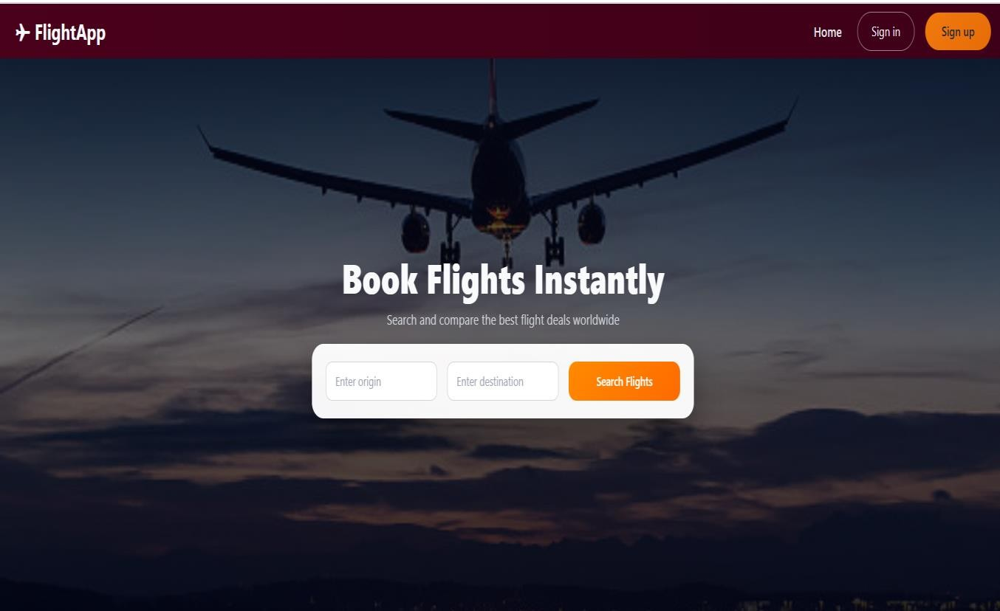 FlightApp
Home
Sign in
Sign up
Book Flights Instantly
Search and compare the best flight deals worldwide
Enter origin
Enter destination
Search Flights